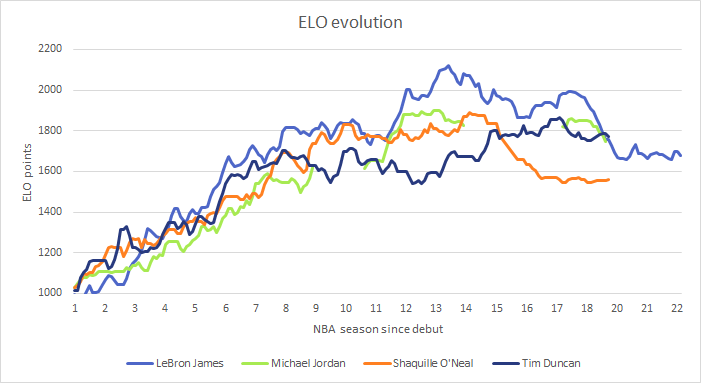 ELO evolution
2200
2000
1800
1600
1400
1200
1000
ELO points
1 2 3 4 5 6 7 8 9 10 11 12 13 14 15 16 17 18 19 20 21 22
NBA season since debut
LeBron James Michael Jordan Shaquille O'Neal Tim Duncan